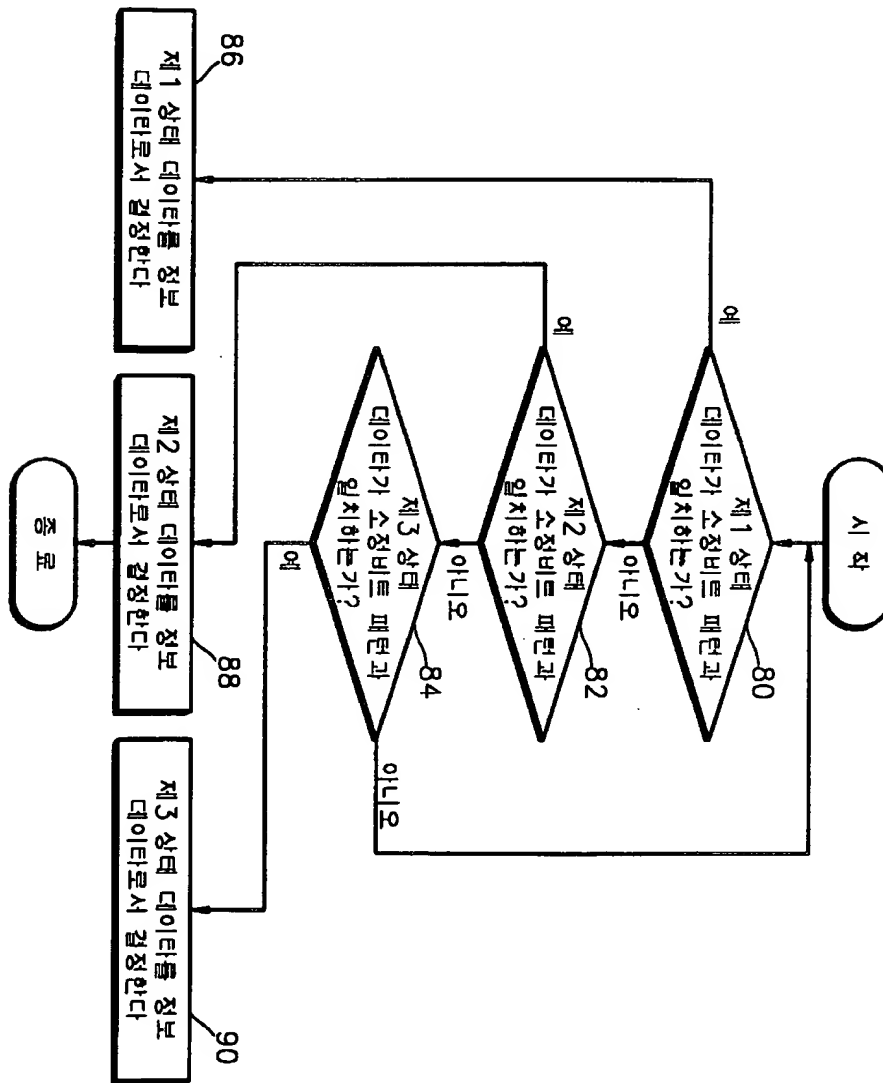 시 작
제1 상태
데이타가 소정비트 패턴과
일치하는가?
80
예
아니오
제2 상태
데이타가 소정비트 패턴과
일치하는가?
82
예
아니오
제3 상태
데이타가 소정비트 패턴과
일치하는가?
84
아니오
예
제1 상태 데이타를 정보
데이타로서 결정한다
86
제2 상태 데이타를 정보
데이타로서 결정한다
88
제3 상태 데이타를 정보
데이타로서 결정한다
90
종 료